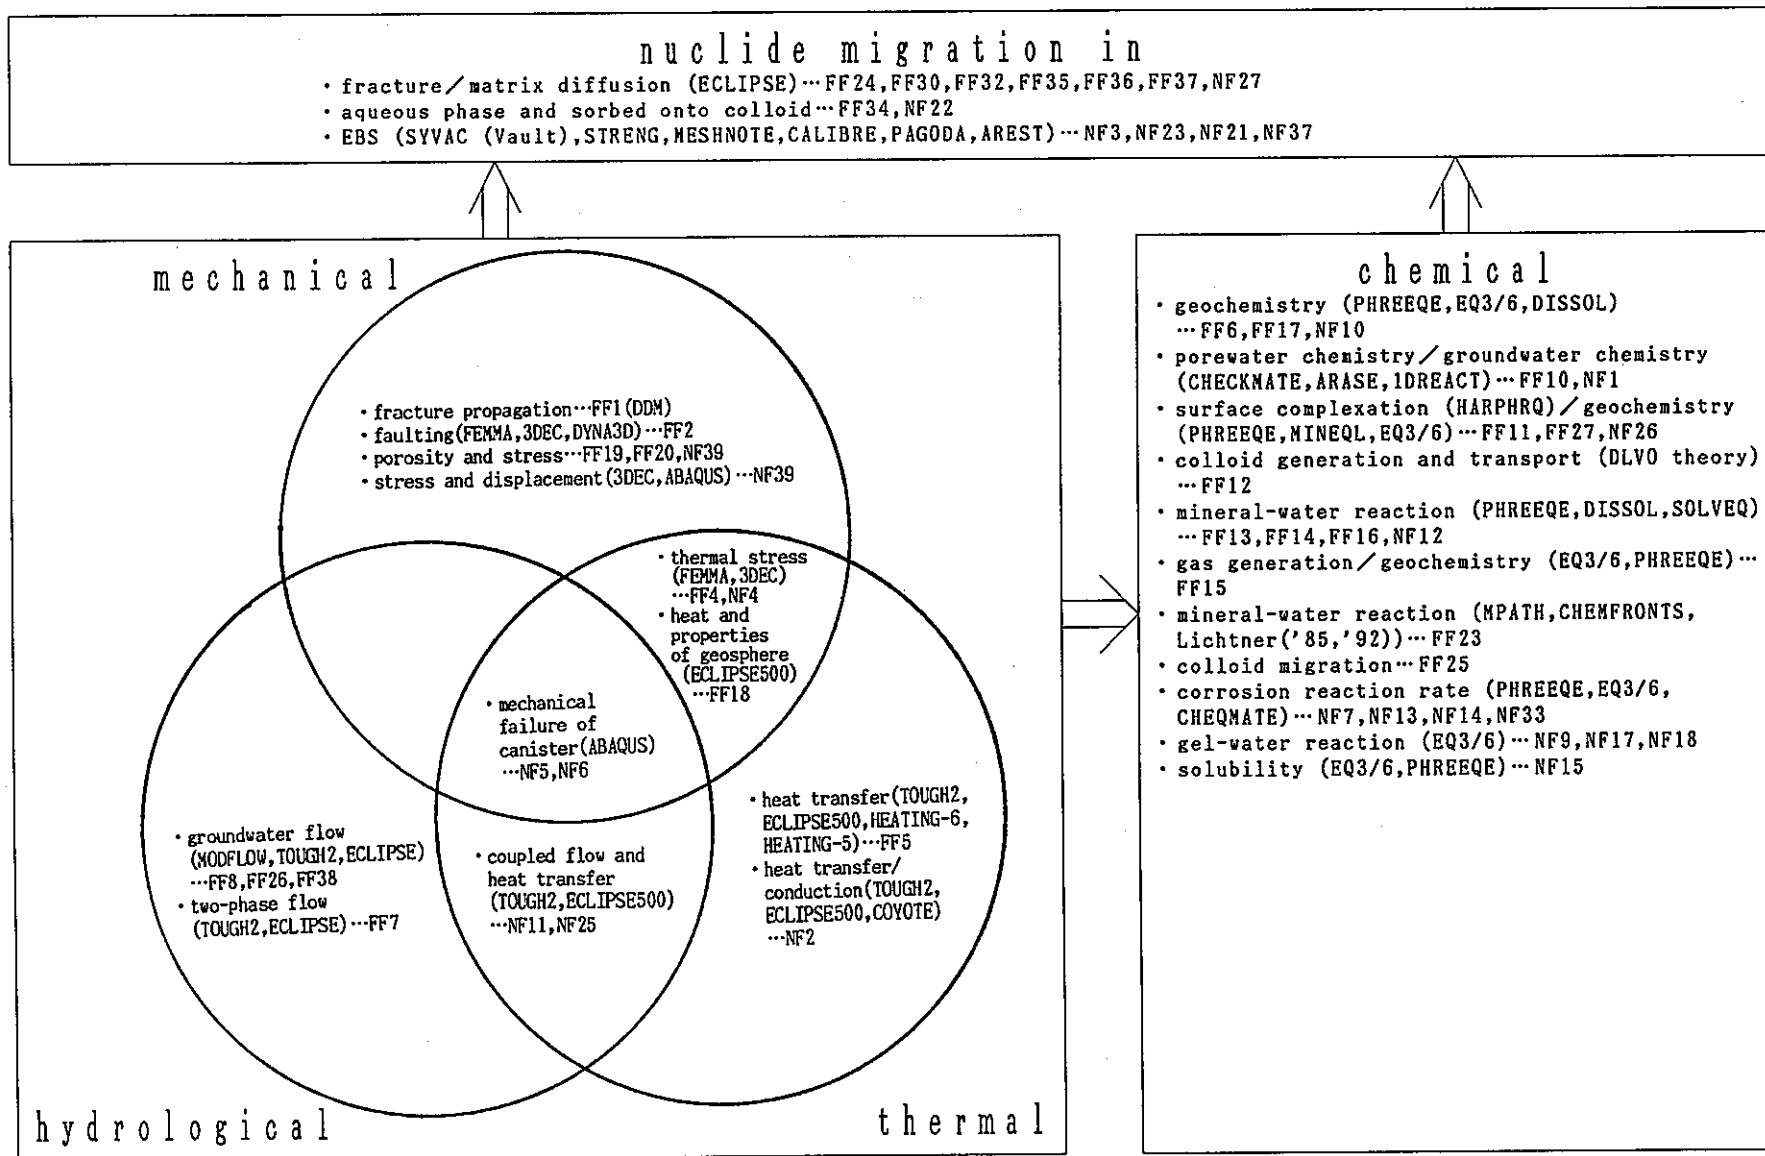 nuclide migration in
・fracture／matrix diffusion (ECLIPSE)…FF24,FF30,FF32,FF35,FF36,FF37,NF27
・aqueous phase and sorbed onto colloid…FF34,NF22
・EBS (SYVAC (Vault),STRENG,MESHNOTE,CALIBRE,PAGODA,AREST)…NF3,NF23,NF21,NF37
mechanical
・fracture propagation…FF1(DDM)
・faulting(FEMMA,3DEC,DYNA3D)…FF2
・porosity and stress…FF19,FF20,NF39
・stress and displacement(3DEC,ABAQUS)…NF39
・thermal stress
(FEMMA,3DEC)
…FF4,NF4
・heat and
properties
of geosphere
(ECLIPSE500)
…FF18
・mechanical
failure of
canister(ABAQUS)
…NF5,NF6
・groundwater flow
(MODFLOW,TOUGH2,ECLIPSE)
…FF8,FF26,FF38
・two-phase flow
(TOUGH2,ECLIPSE)…FF7
・coupled flow and
heat transfer
(TOUGH2,ECLIPSE500)
…NF11,NF25
・heat transfer(TOUGH2,
ECLIPSE500,HEATING-6,
HEATING-5)…FF5
・heat transfer/
conduction(TOUGH2,
ECLIPSE500,COYOTE)
…NF2
hydrological
thermal
chemical
・geochemistry (PHREEQE,EQ3/6,DISSOL)
…FF6,FF17,NF10
・porewater chemistry／groundwater chemistry
(CHECKMATE,ARASE,1DREACT)…FF10,NF1
・surface complexation (HARPHRQ)／geochemistry
(PHREEQE,MINEQL,EQ3/6)…FF11,FF27,NF26
・colloid generation and transport (DLVO theory)
…FF12
・mineral-water reaction (PHREEQE,DISSOL,SOLVEQ)
…FF13,FF14,FF16,NF12
・gas generation／geochemistry (EQ3/6,PHREEQE)…
FF15
・mineral-water reaction (MPATH,CHEMFRONTS,
Lichtner('85,'92))…FF23
・colloid migration…FF25
・corrosion reaction rate (PHREEQE,EQ3/6,
CHEQMATE)…NF7,NF13,NF14,NF33
・gel-water reaction (EQ3/6)…NF9,NF17,NF18
・solubility (EQ3/6,PHREEQE)…NF15